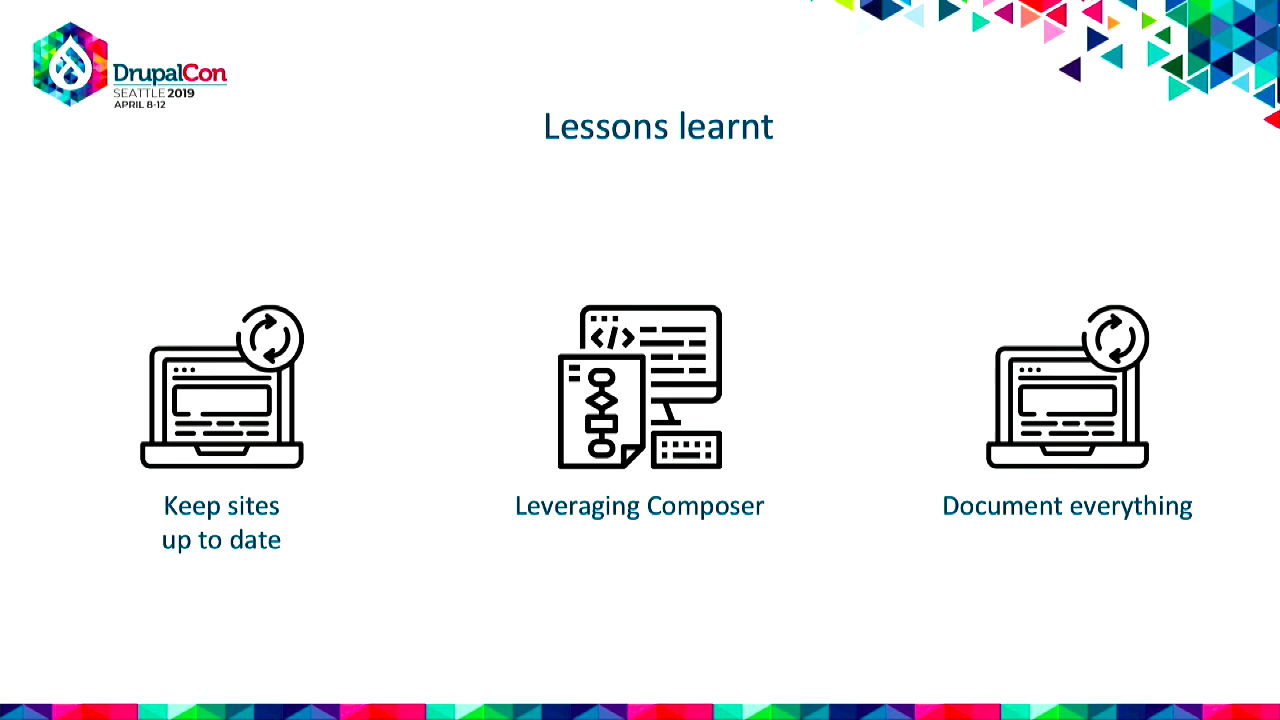 DrupalCon
SEATTLE 2019
APRIL 8-12
Lessons learnt
</>
Keep sites
up to date
Leveraging Composer
Document everything